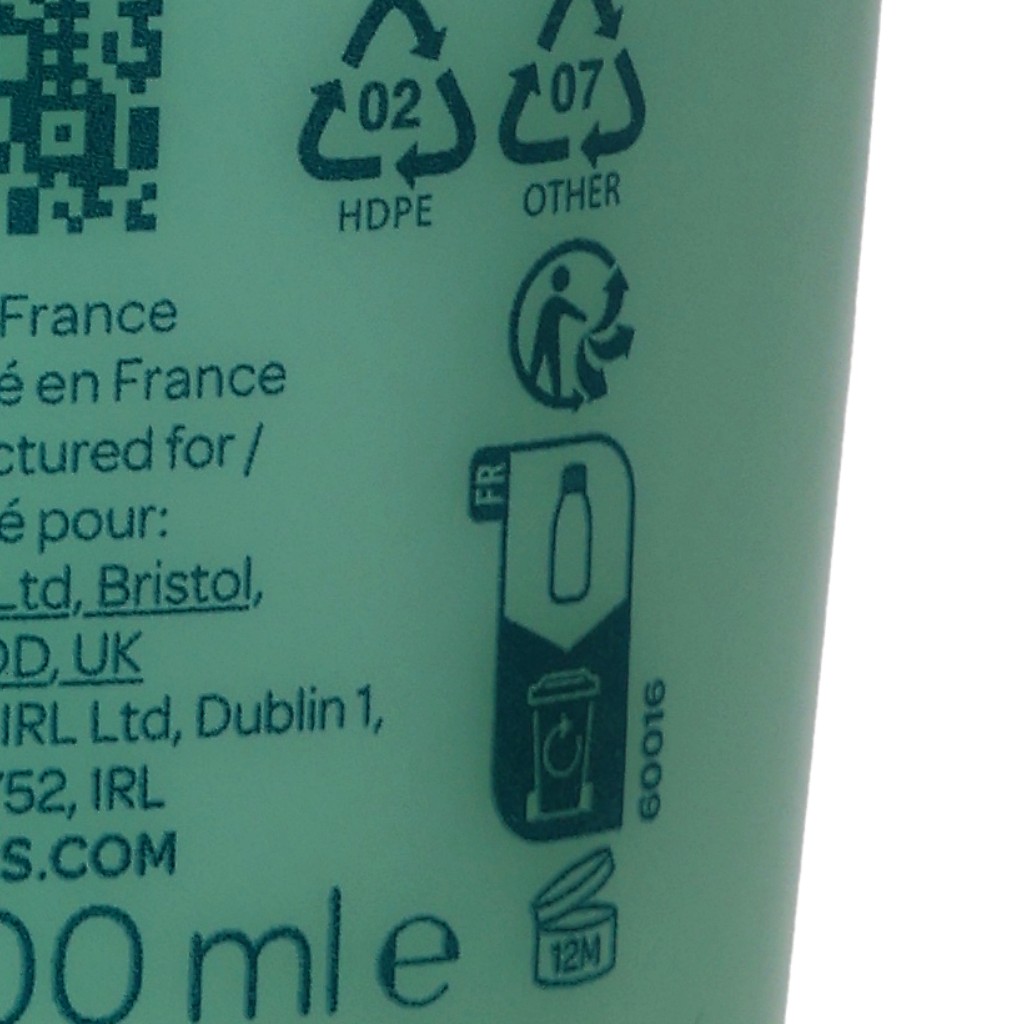 02
07
HDPE
OTHER
France
é en France
ctured for /
é pour:
Ltd, Bristol,
D, UK
IRL Ltd, Dublin 1,
752, IRL
S.COM
00 ml e
FR
60016
12M